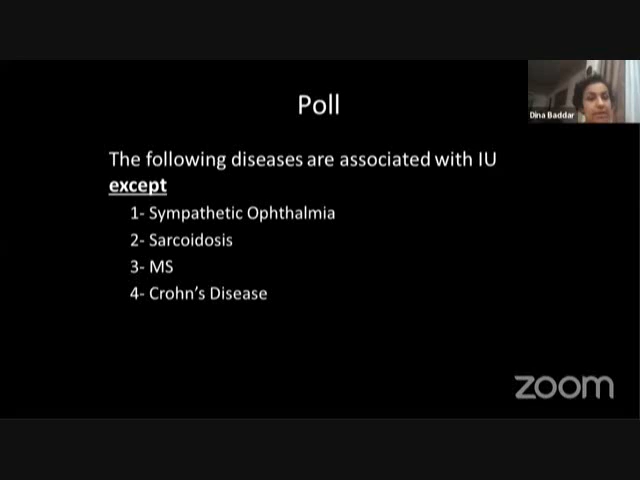 Poll
Dina Baddar
The following diseases are associated with IU
except
1- Sympathetic Ophthalmia
2- Sarcoidosis
3- MS
4- Crohn's Disease
zoom